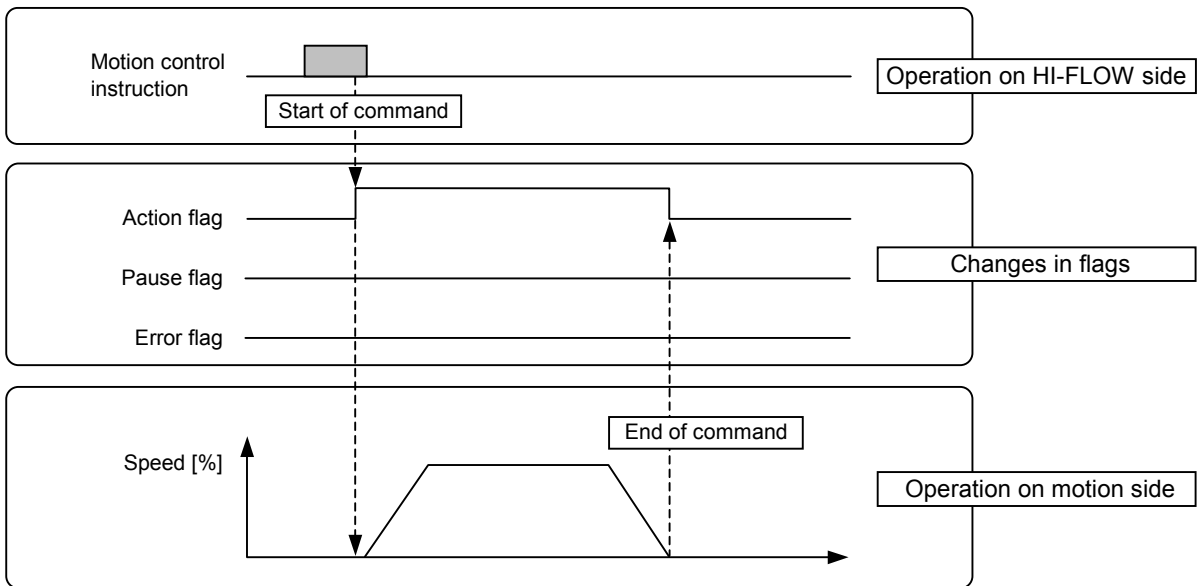 Motion control
instruction
Start of command
Operation on HI-FLOW side
Action flag
Pause flag
Error flag
Changes in flags
Speed [%]
End of command
Operation on motion side